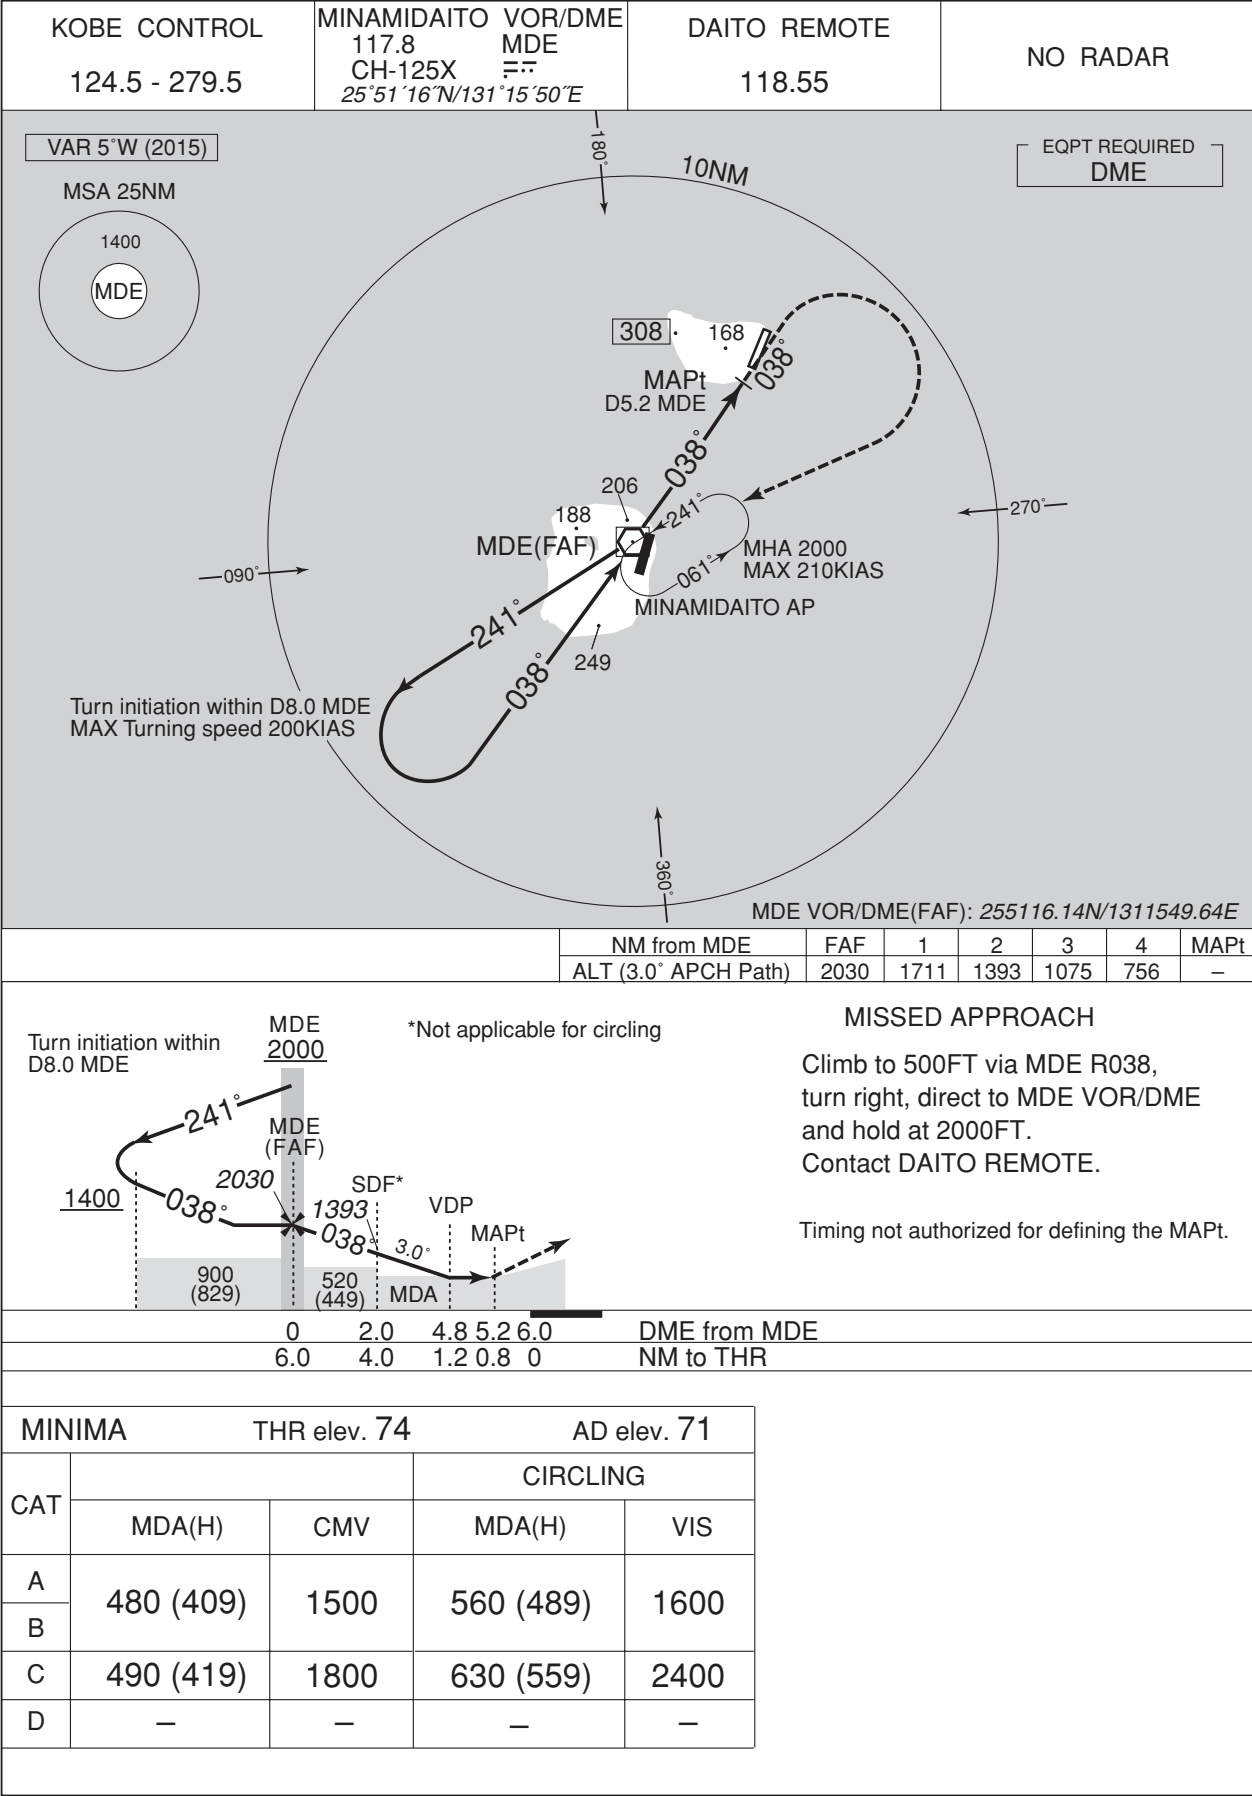 KOBE CONTROL
124.5 - 279.5
MINAMIDAITO VOR/DME
117.8 MDE
CH-125X
25°51´16˝N/131°15´50˝E
DAITO REMOTE
118.55
NO RADAR
VAR 5°W (2015)
MSA 25NM
1400
MDE
180°
10NM
EQPT REQUIRED
DME
308
168
038°
MAPt
D5.2 MDE
038°
206
188
241°
270°
MDE(FAF)
MHA 2000
MAX 210KIAS
090°
061°
MINAMIDAITO AP
241°
249
038°
Turn initiation within D8.0 MDE
MAX Turning speed 200KIAS
360°
MDE VOR/DME(FAF): 255116.14N/1311549.64E
NM from MDE FAF 1 2 3 4 MAPt
ALT (3.0° APCH Path) 2030 1711 1393 1075 756 –
Turn initiation within
D8.0 MDE
MDE
2000
*Not applicable for circling
241°
MDE
(FAF)
2030
SDF*
1400
038°
1393
VDP
038°
3.0°
MAPt
900
(829)
520
(449)
MDA
MISSED APPROACH
Climb to 500FT via MDE R038,
turn right, direct to MDE VOR/DME
and hold at 2000FT.
Contact DAITO REMOTE.
Timing not authorized for defining the MAPt.
0 2.0 4.8 5.2 6.0 DME from MDE
6.0 4.0 1.2 0.8 0 NM to THR
MINIMA THR elev. 74 AD elev. 71
CAT CIRCLING
MDA(H) CMV MDA(H) VIS
A
B
480 (409) 1500 560 (489) 1600
C 490 (419) 1800 630 (559) 2400
D – – – –